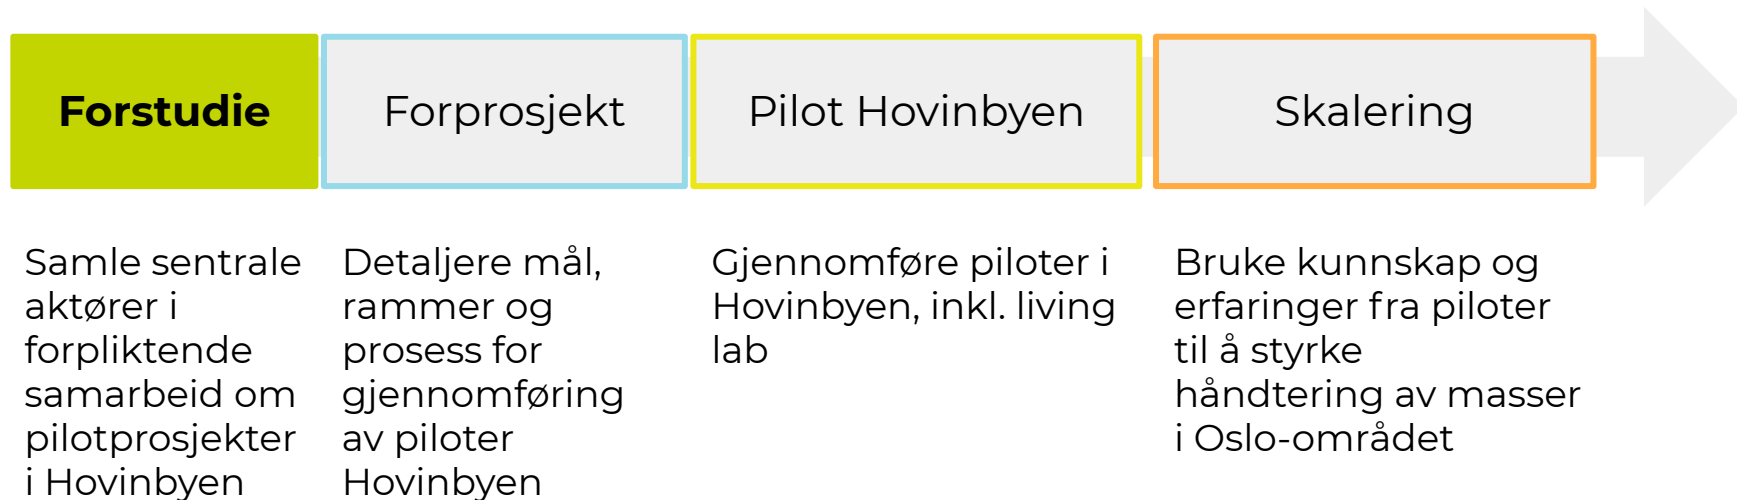 Forstudie
Forprosjekt
Pilot Hovinbyen
Skalering
Samle sentrale
aktører i
forpliktende
samarbeid om
pilotprosjekter
i Hovinbyen
Detaljere mål,
rammer og
prosess for
gjennomføring
av piloter
Hovinbyen
Gjennomføre piloter i
Hovinbyen, inkl. living
lab
Bruke kunnskap og
erfaringer fra piloter
til å styrke
håndtering av masser
i Oslo-området